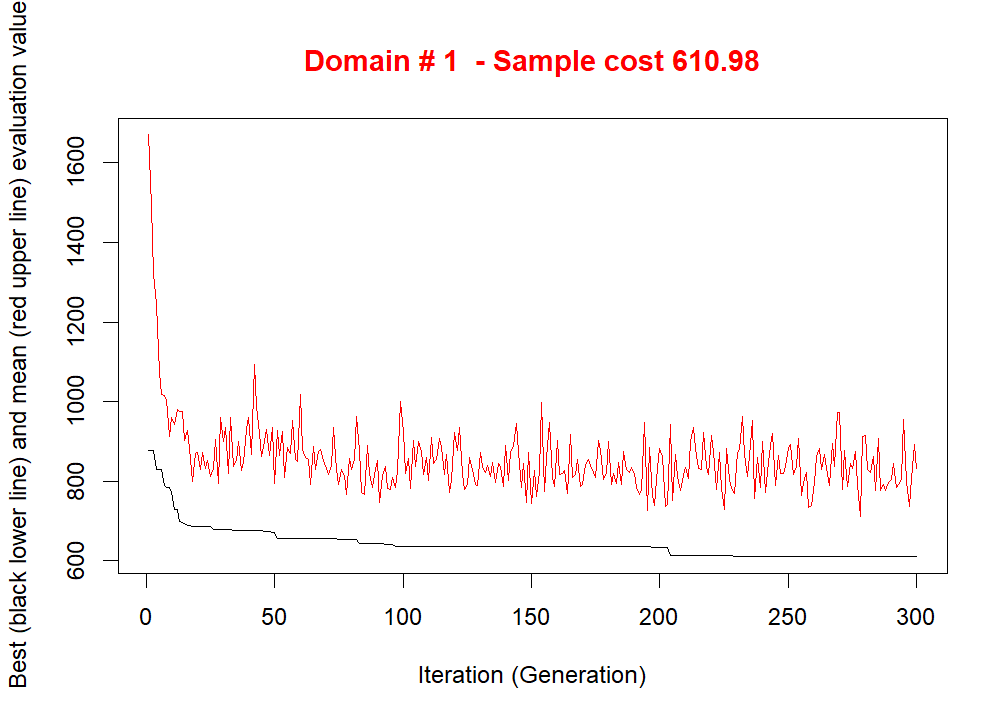 Domain # 1  - Sample cost 610.98
Best (black lower line) and mean (red upper line) evaluation value
1600
1400
1200
1000
800
600
0 50 100 150 200 250 300
Iteration (Generation)